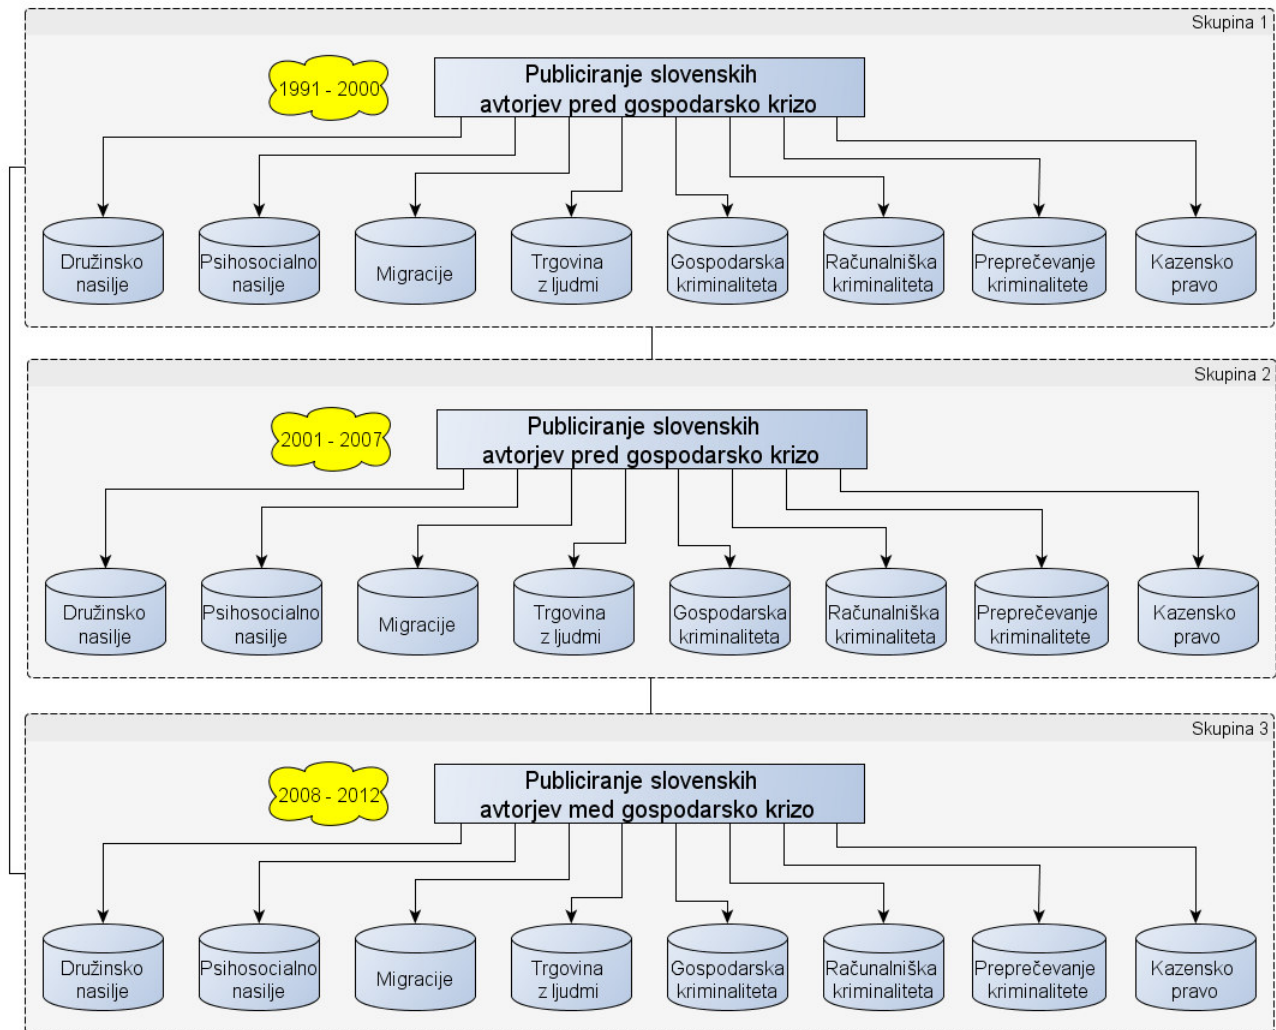 Skupina 1
1991 - 2000
Publiciranje slovenskih
avtorjev pred gospodarsko krizo
Družinsko
nasilje
Psihosocialno
nasilje
Migracije
Trgovina
z ljudmi
Gospodarska
kriminaliteta
Računalniška
kriminaliteta
Preprečevanje
kriminalitete
Kazensko
pravo
Skupina 2
2001 - 2007
Publiciranje slovenskih
avtorjev pred gospodarsko krizo
Družinsko
nasilje
Psihosocialno
nasilje
Migracije
Trgovina
z ljudmi
Gospodarska
kriminaliteta
Računalniška
kriminaliteta
Preprečevanje
kriminalitete
Kazensko
pravo
Skupina 3
2008 - 2012
Publiciranje slovenskih
avtorjev med gospodarsko krizo
Družinsko
nasilje
Psihosocialno
nasilje
Migracije
Trgovina
z ljudmi
Gospodarska
kriminaliteta
Računalniška
kriminaliteta
Preprečevanje
kriminalitete
Kazensko
pravo